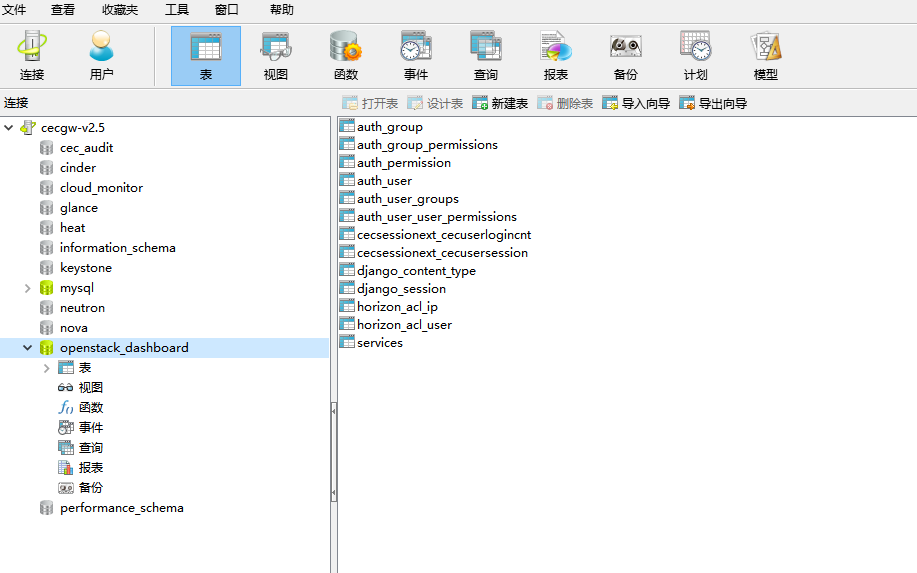 文件 查看 收藏夹 工具 窗口 帮助
连接 用户 表 视图 函数 事件 查询 报表 备份 计划 模型
连接
打开表 设计表 新建表 删除表 导入向导 导出向导
cecgw-v2.5
cec_audit
cinder
cloud_monitor
glance
heat
information_schema
keystone
mysql
neutron
nova
openstack_dashboard
表
视图
函数
事件
查询
报表
备份
performance_schema
auth_group
auth_group_permissions
auth_permission
auth_user
auth_user_groups
auth_user_user_permissions
cecsessionext_cecuserlogincnt
cecsessionext_cecusersession
django_content_type
django_session
horizon_acl_ip
horizon_acl_user
services